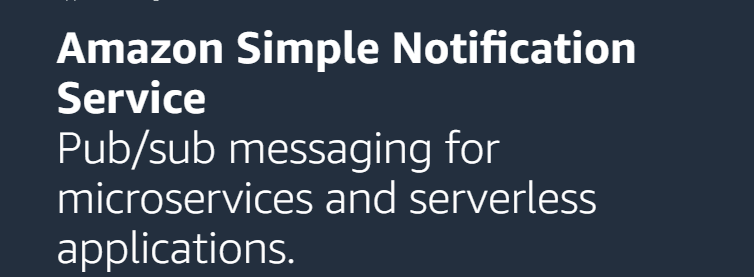 Amazon Simple Notification
Service
Pub/sub messaging for
microservices and serverless
applications.